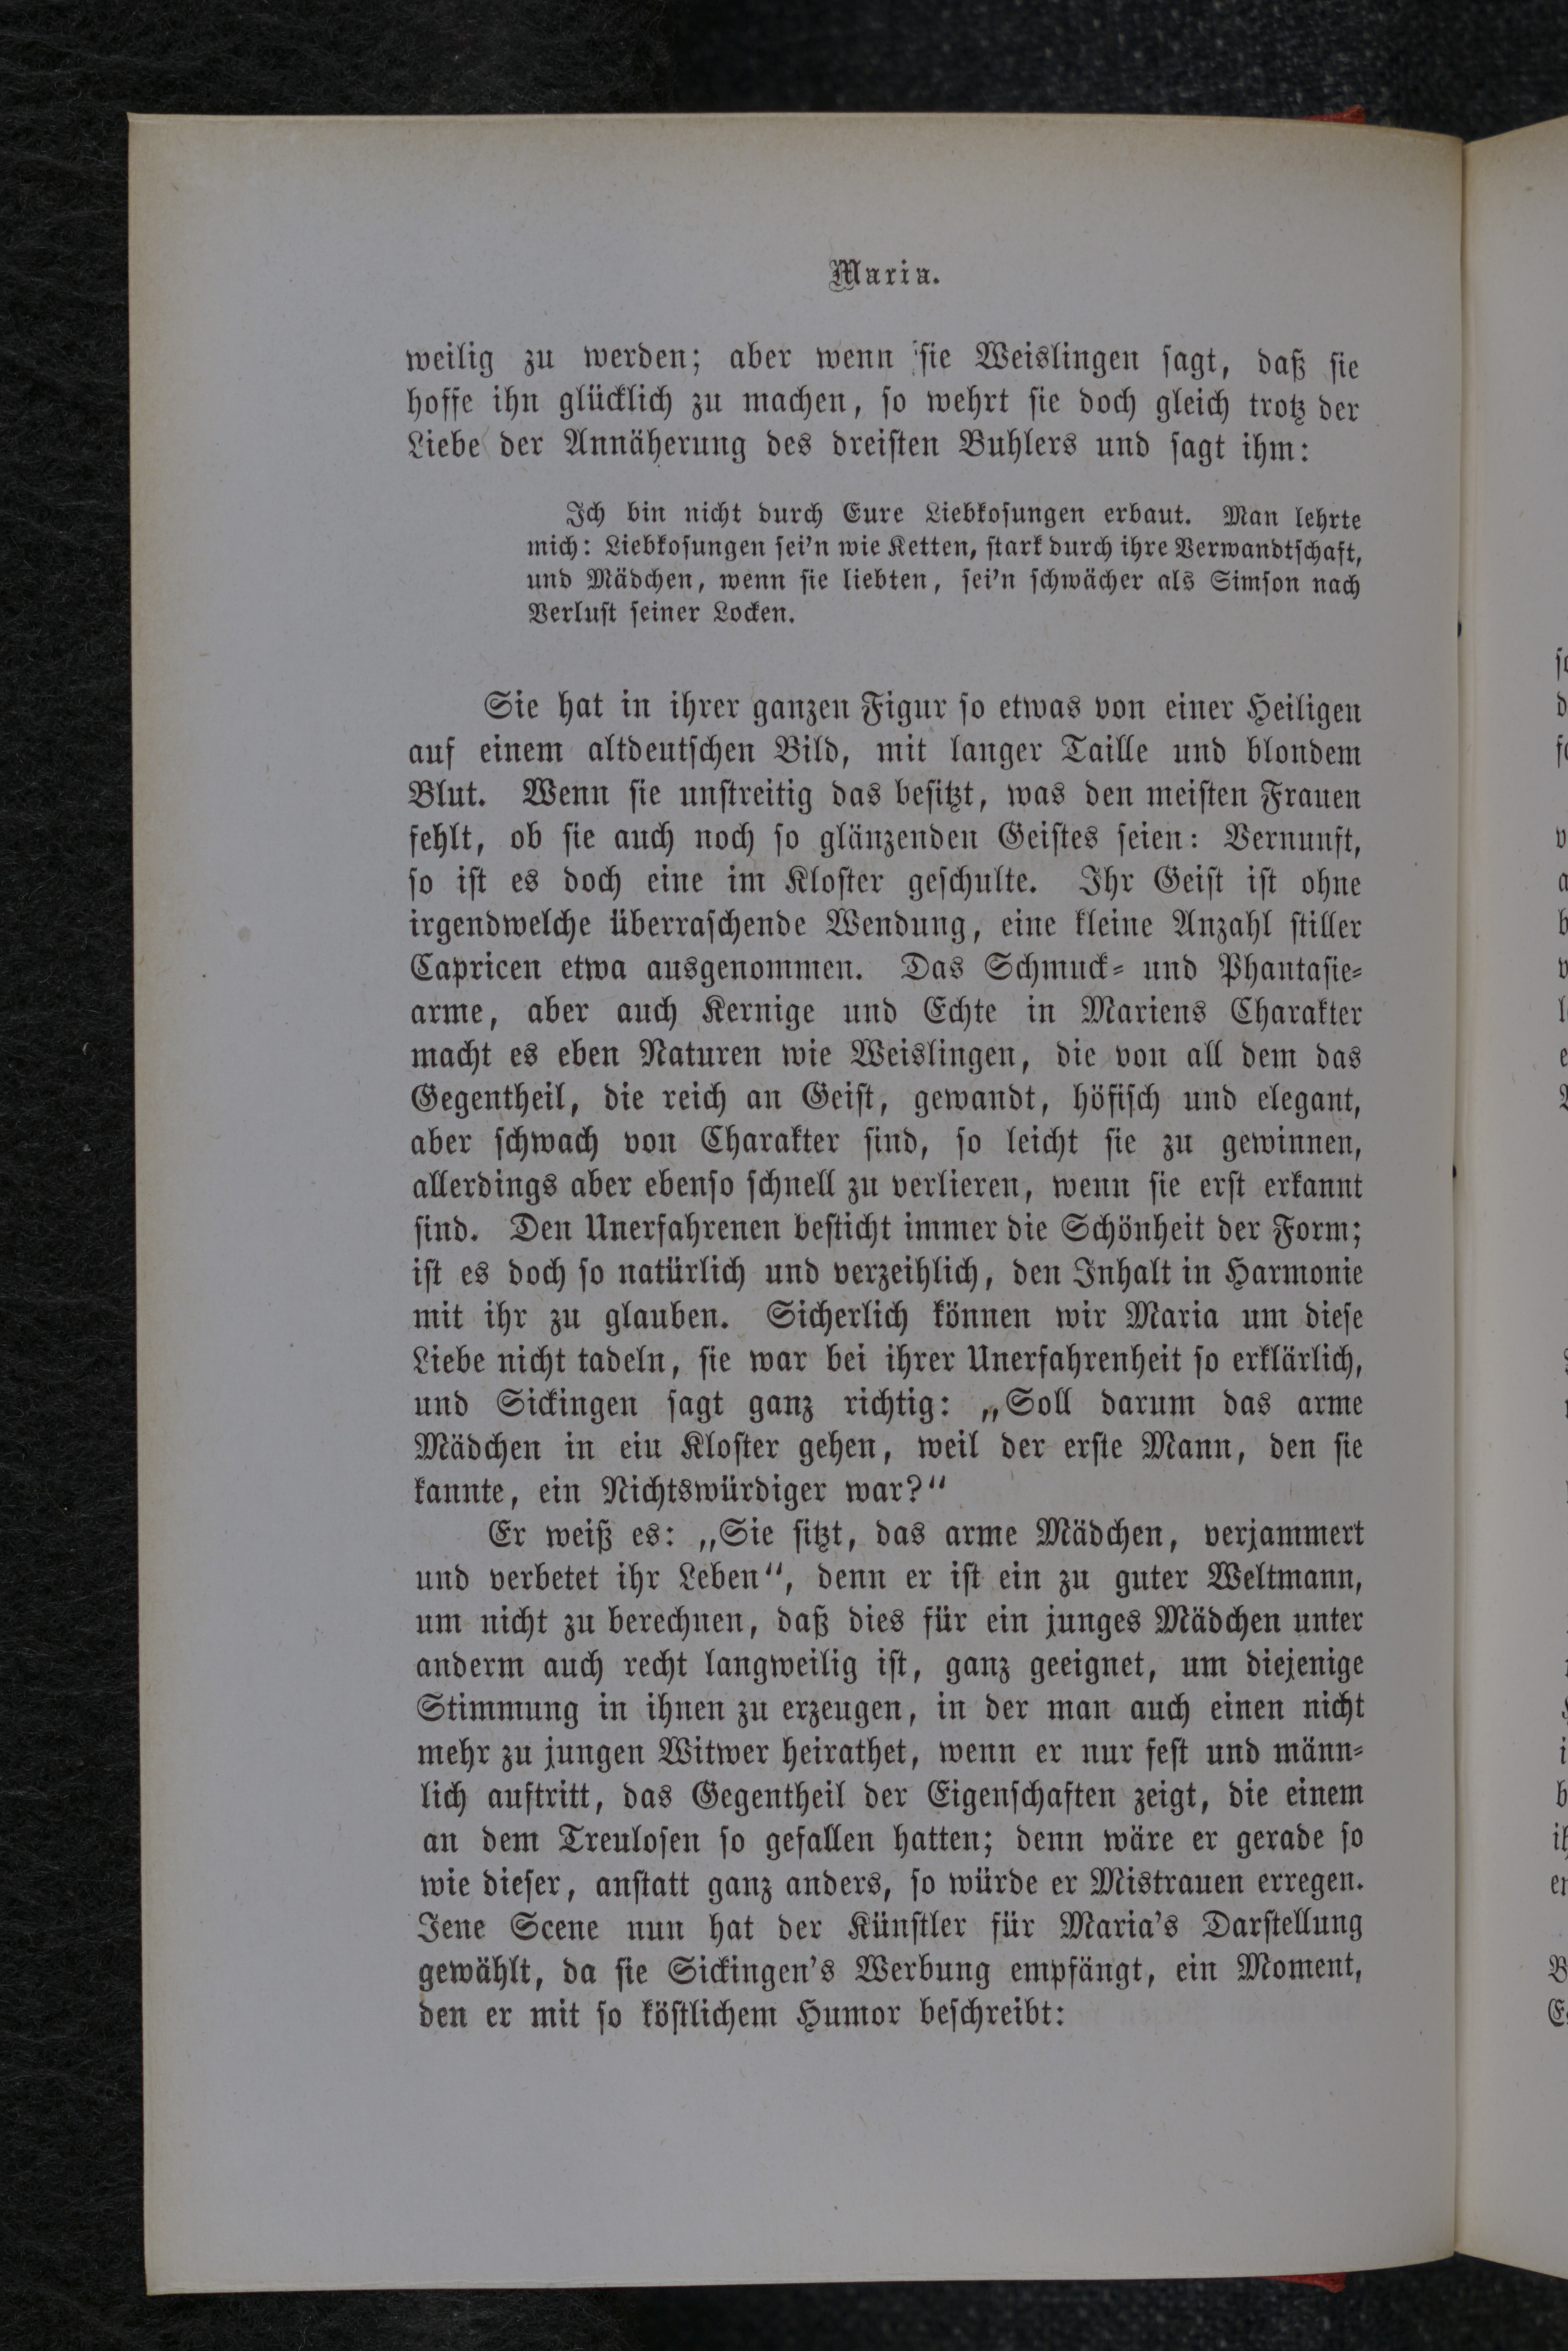 Maria.
weilig zu werden; aber wenn sie Weislingen sagt, daß sie
hoffe ihn glücklich zu machen, so wehrt sie doch gleich trotz der
Liebe der Annäherung des dreisten Buhlers und sagt ihm:
Ich bin nicht durch Eure Liebkosungen erbaut. Man lehrte
mich: Liebkosungen sei'n wie Ketten, stark durch ihre Verwandtschaft,
und Mädchen, wenn sie liebten, sei'n schwächer als Simson nach
Verlust seiner Locken.
Sie hat in ihrer ganzen Figur so etwas von einer Heiligen
auf einem altdeutschen Bild, mit langer Taille und blondem
Blut. Wenn sie unstreitig das besitzt, was den meisten Frauen
fehlt, ob sie auch noch so glänzenden Geistes seien: Vernunft,
so ist es doch eine im Kloster geschulte. Ihr Geist ist ohne
irgendwelche überraschende Wendung, eine kleine Anzahl stiller
Capricen etwa ausgenommen. Das Schmuck- und Phantasie-
arme, aber auch Kernige und Echte in Mariens Charakter
macht es eben Naturen wie Weislingen, die von all dem das
Gegentheil, die reich an Geist, gewandt, höfisch und elegant,
aber schwach von Charakter sind, so leicht sie zu gewinnen,
allerdings aber ebenso schnell zu verlieren, wenn sie erst erkannt
sind. Den Unerfahrenen besticht immer die Schönheit der Form;
ist es doch so natürlich und verzeihlich, den Inhalt in Harmonie
mit ihr zu glauben. Sicherlich können wir Maria um diese
Liebe nicht tadeln, sie war bei ihrer Unerfahrenheit so erklärlich,
und Sickingen sagt ganz richtig: „Soll darum das arme
Mädchen in eiu Kloster gehen, weil der erste Mann, den sie
kannte, ein Nichtswürdiger war?“
Er weiß es: „Sie sitzt, das arme Mädchen, verjammert
und verbetet ihr Leben“, denn er ist ein zu guter Weltmann,
um nicht zu berechnen, daß dies für ein junges Mädchen unter
anderm auch recht langweilig ist, ganz geeignet, um diejenige
Stimmung in ihnen zu erzeugen, in der man auch einen nicht
mehr zu jungen Witwer heirathet, wenn er nur fest und männ-
lich auftritt, das Gegentheil der Eigenschaften zeigt, die einem
an dem Treulosen so gefallen hatten; denn wäre er gerade so
wie dieser, anstatt ganz anders, so würde er Mistrauen erregen.
Jene Scene nun hat der Künstler für Maria's Darstellung
gewählt, da sie Sickingen's Werbung empfängt, ein Moment,
den er mit so köstlichem Humor beschreibt: